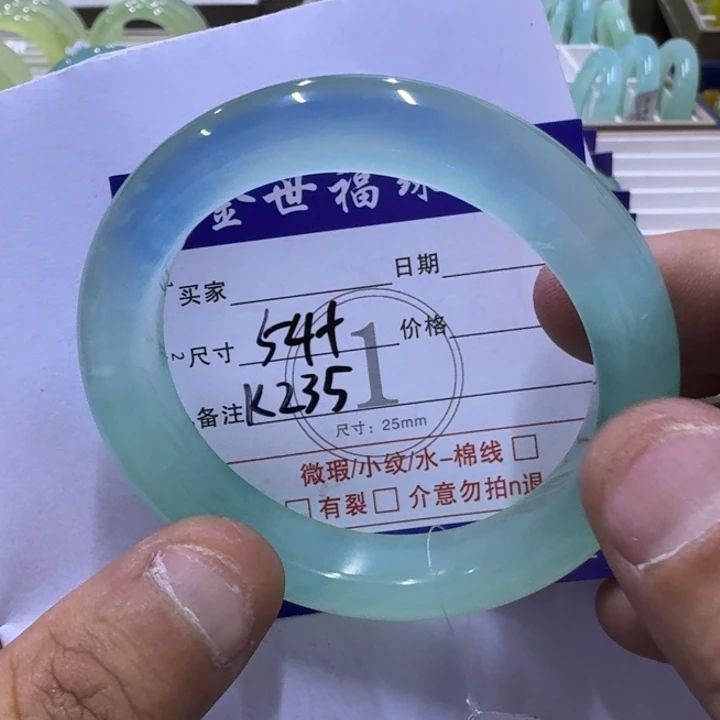 金世福珠
买家
日期
尺寸 54+
价格
备注 K235
1
尺寸：25mm
微瑕/小纹/水-棉线 □
□ 有裂 □ 介意勿拍n退